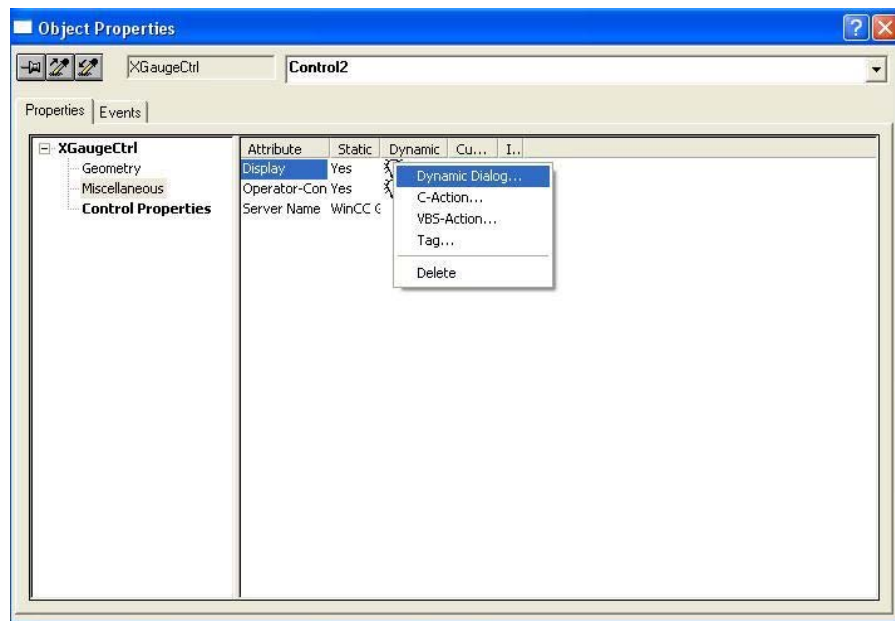 Object Properties
XGaugeCtrl Control2
Properties Events
XGaugeCtrl
Geometry
Miscellaneous
Control Properties
Attribute Static Dynamic Cu... I..
Display Yes
Operator-Con Yes
Server Name WinCC G
Dynamic Dialog...
C-Action...
VBS-Action...
Tag...
Delete